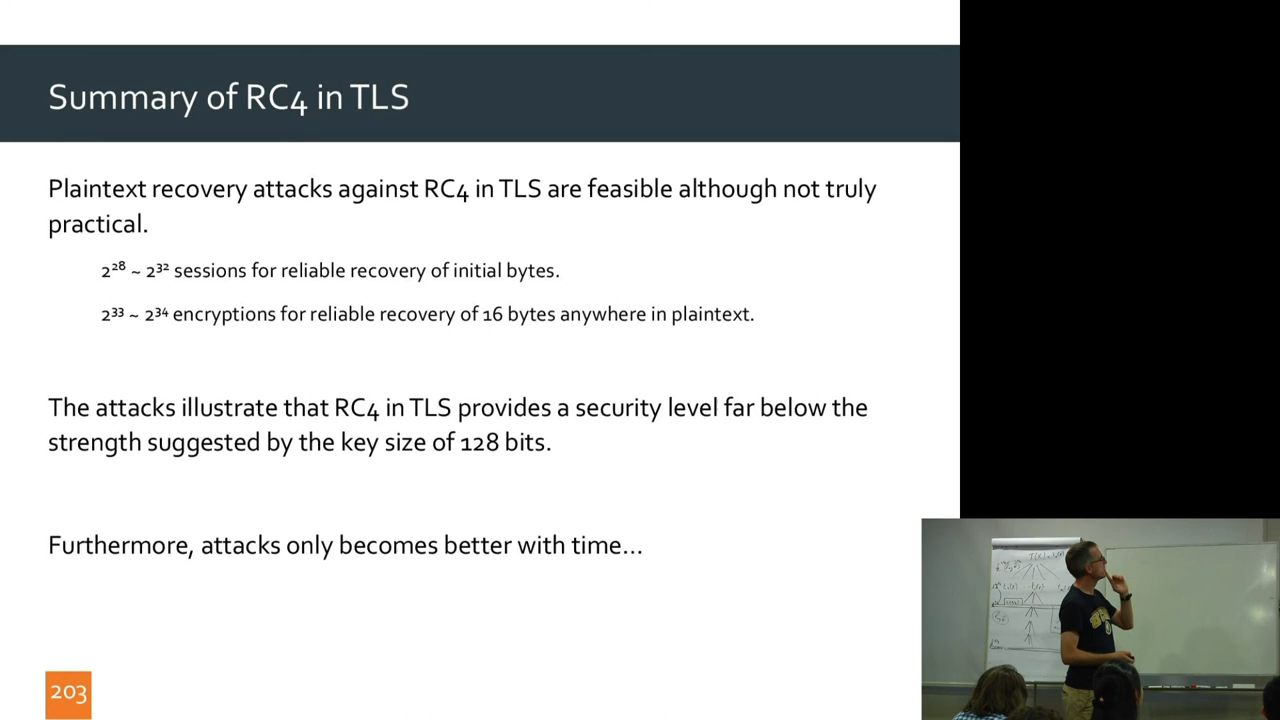 Summary of RC4 in TLS
Plaintext recovery attacks against RC4 in TLS are feasible although not truly
practical.
2²⁸ ~ 2³² sessions for reliable recovery of initial bytes.
2³³ ~ 2³⁴ encryptions for reliable recovery of 16 bytes anywhere in plaintext.
The attacks illustrate that RC4 in TLS provides a security level far below the
strength suggested by the key size of 128 bits.
Furthermore, attacks only becomes better with time...
203